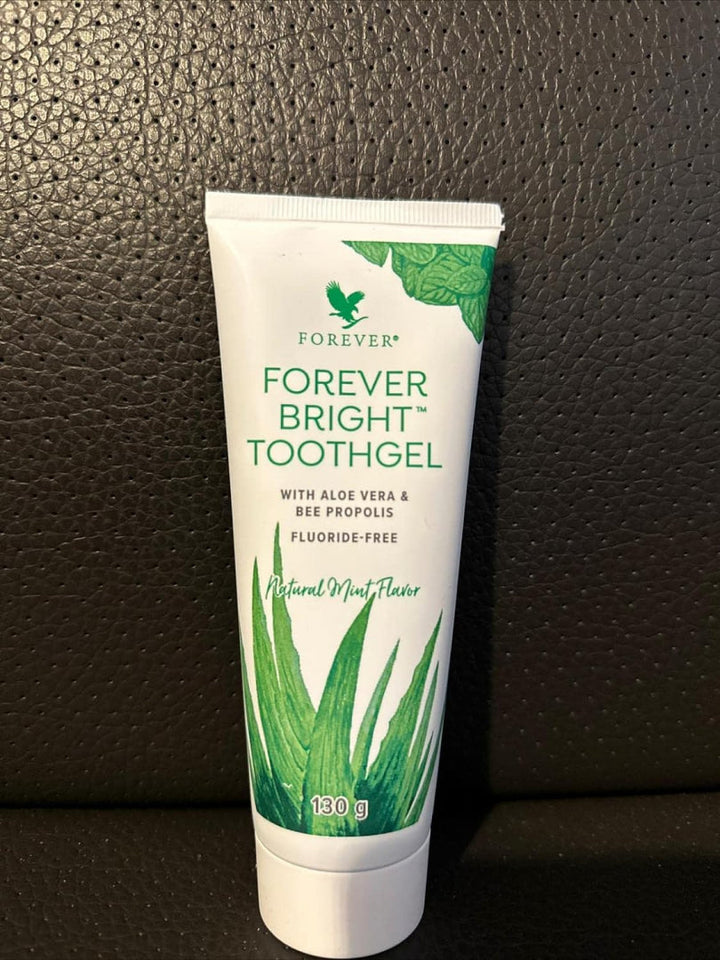 FOREVER®
FOREVER
BRIGHT™
TOOTHGEL
WITH ALOE VERA &
BEE PROPOLIS
FLUORIDE-FREE
Natural Mint Flavor
130 g